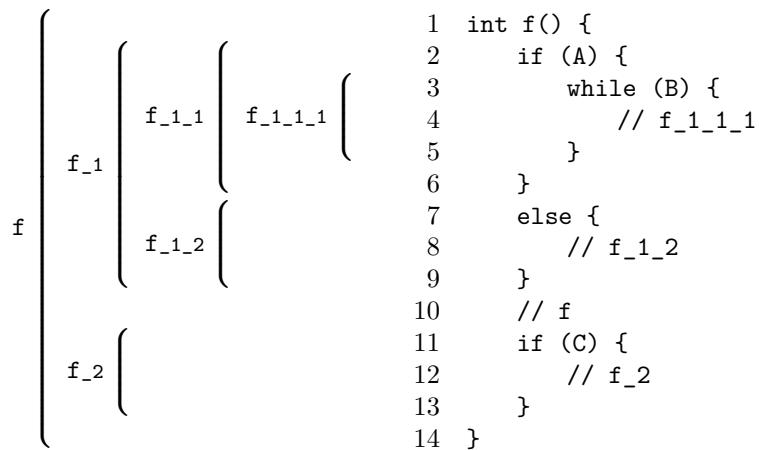 f
f_1
f_1_1
f_1_1_1
f_1_2
f_2
1 int f() {
2     if (A) {
3         while (B) {
4             // f_1_1_1
5         }
6     }
7     else {
8         // f_1_2
9     }
10     // f
11     if (C) {
12         // f_2
13     }
14 }